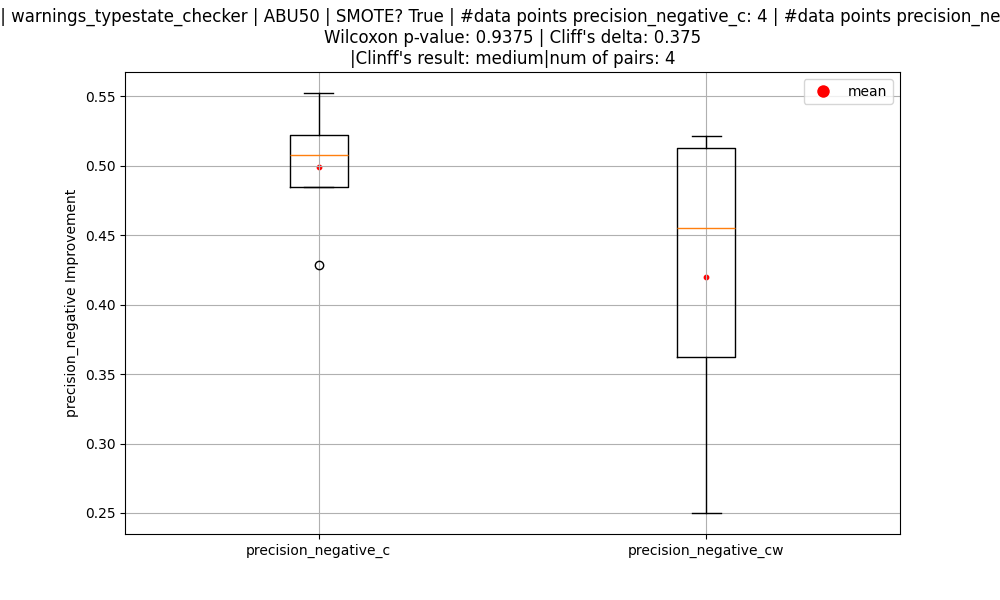 | warnings_typestate_checker | ABU50 | SMOTE? True | #data points precision_negative_c: 4 | #data points precision_ne
Wilcoxon p-value: 0.9375 | Cliff's delta: 0.375
|Clinff's result: medium|num of pairs: 4
mean
0.55
0.50
0.45
0.40
0.35
0.30
0.25
precision_negative Improvement
precision_negative_c
precision_negative_cw